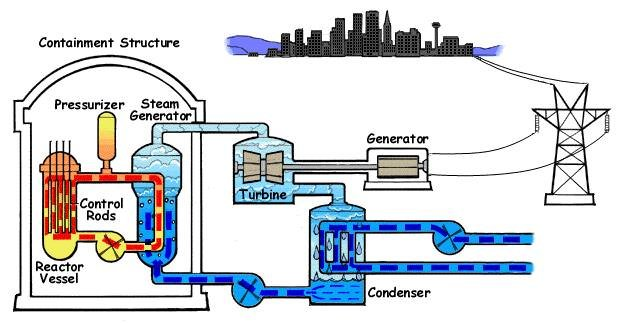 Containment Structure
Pressurizer
Steam
Generator
Control
Rods
Reactor
Vessel
Turbine
Generator
Condenser